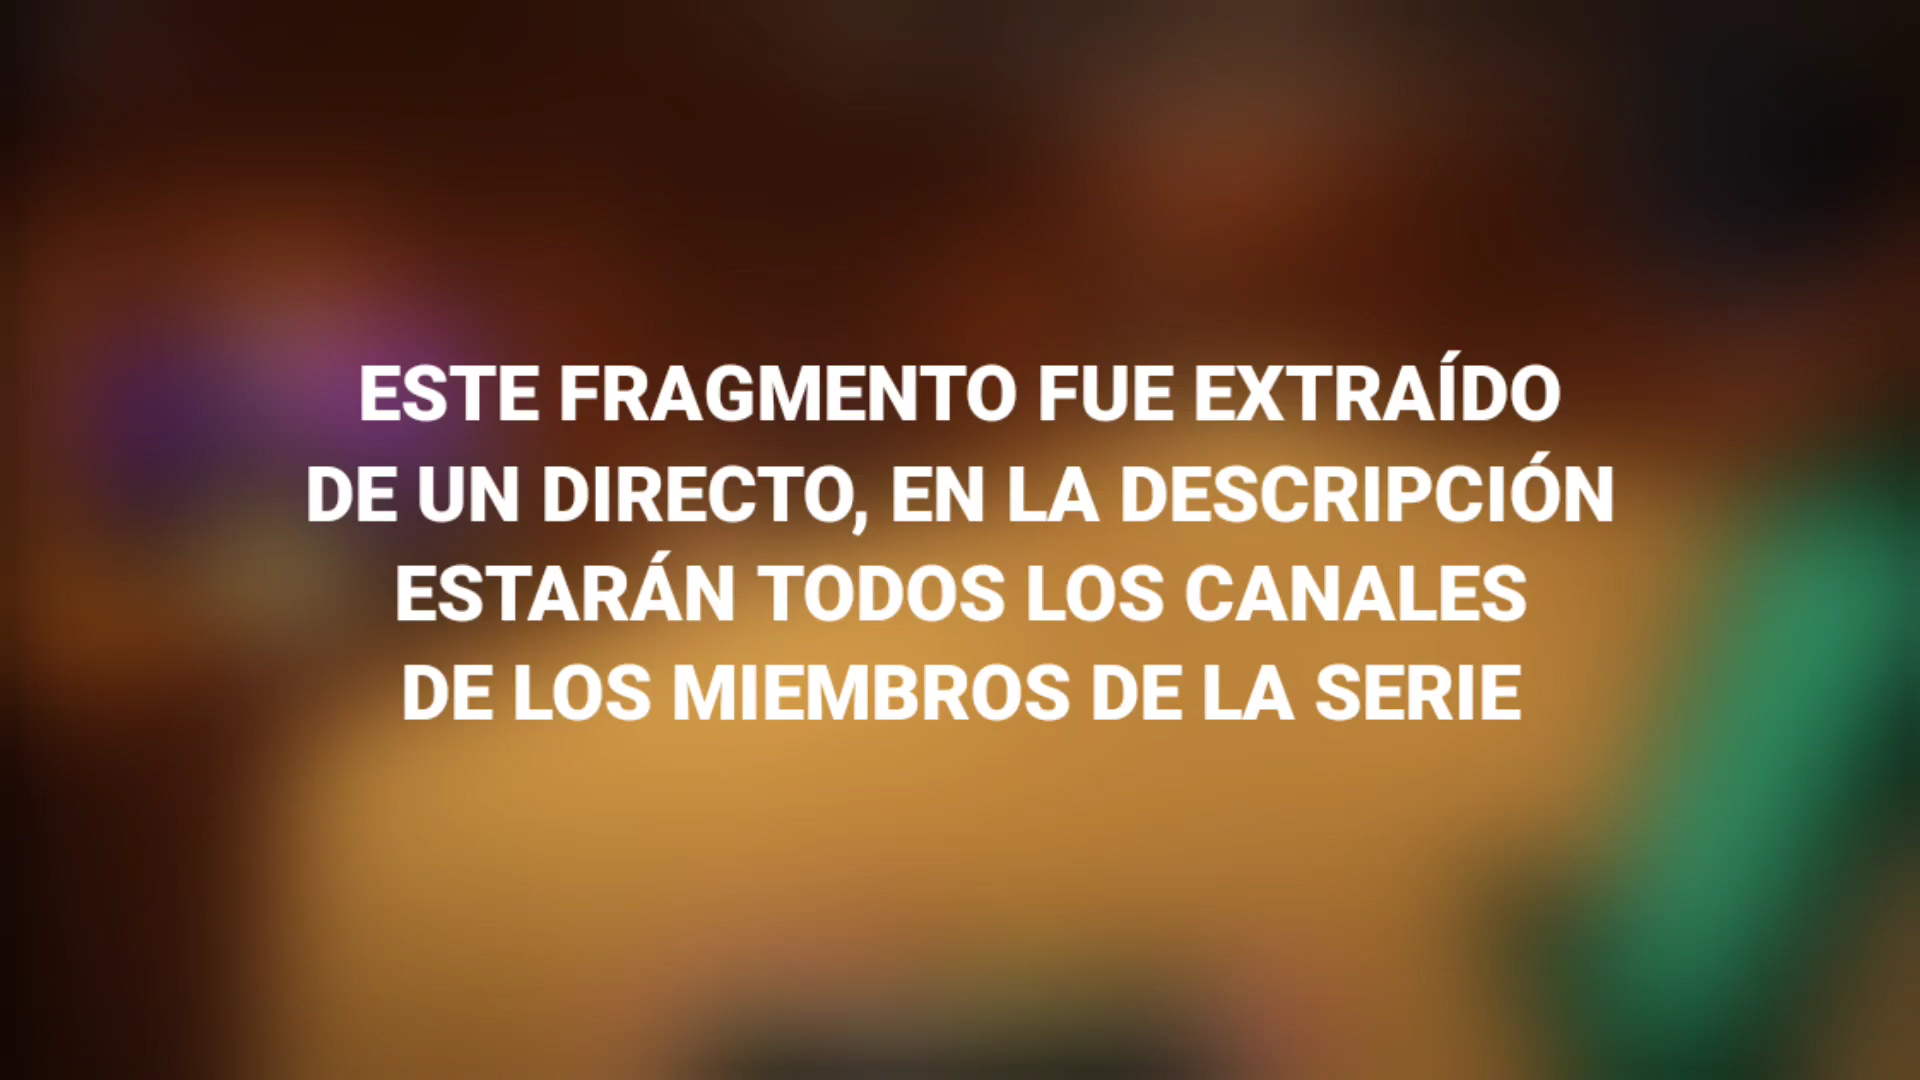 ESTE FRAGMENTO FUE EXTRAÍDO
DE UN DIRECTO, EN LA DESCRIPCIÓN
ESTARÁN TODOS LOS CANALES
DE LOS MIEMBROS DE LA SERIE